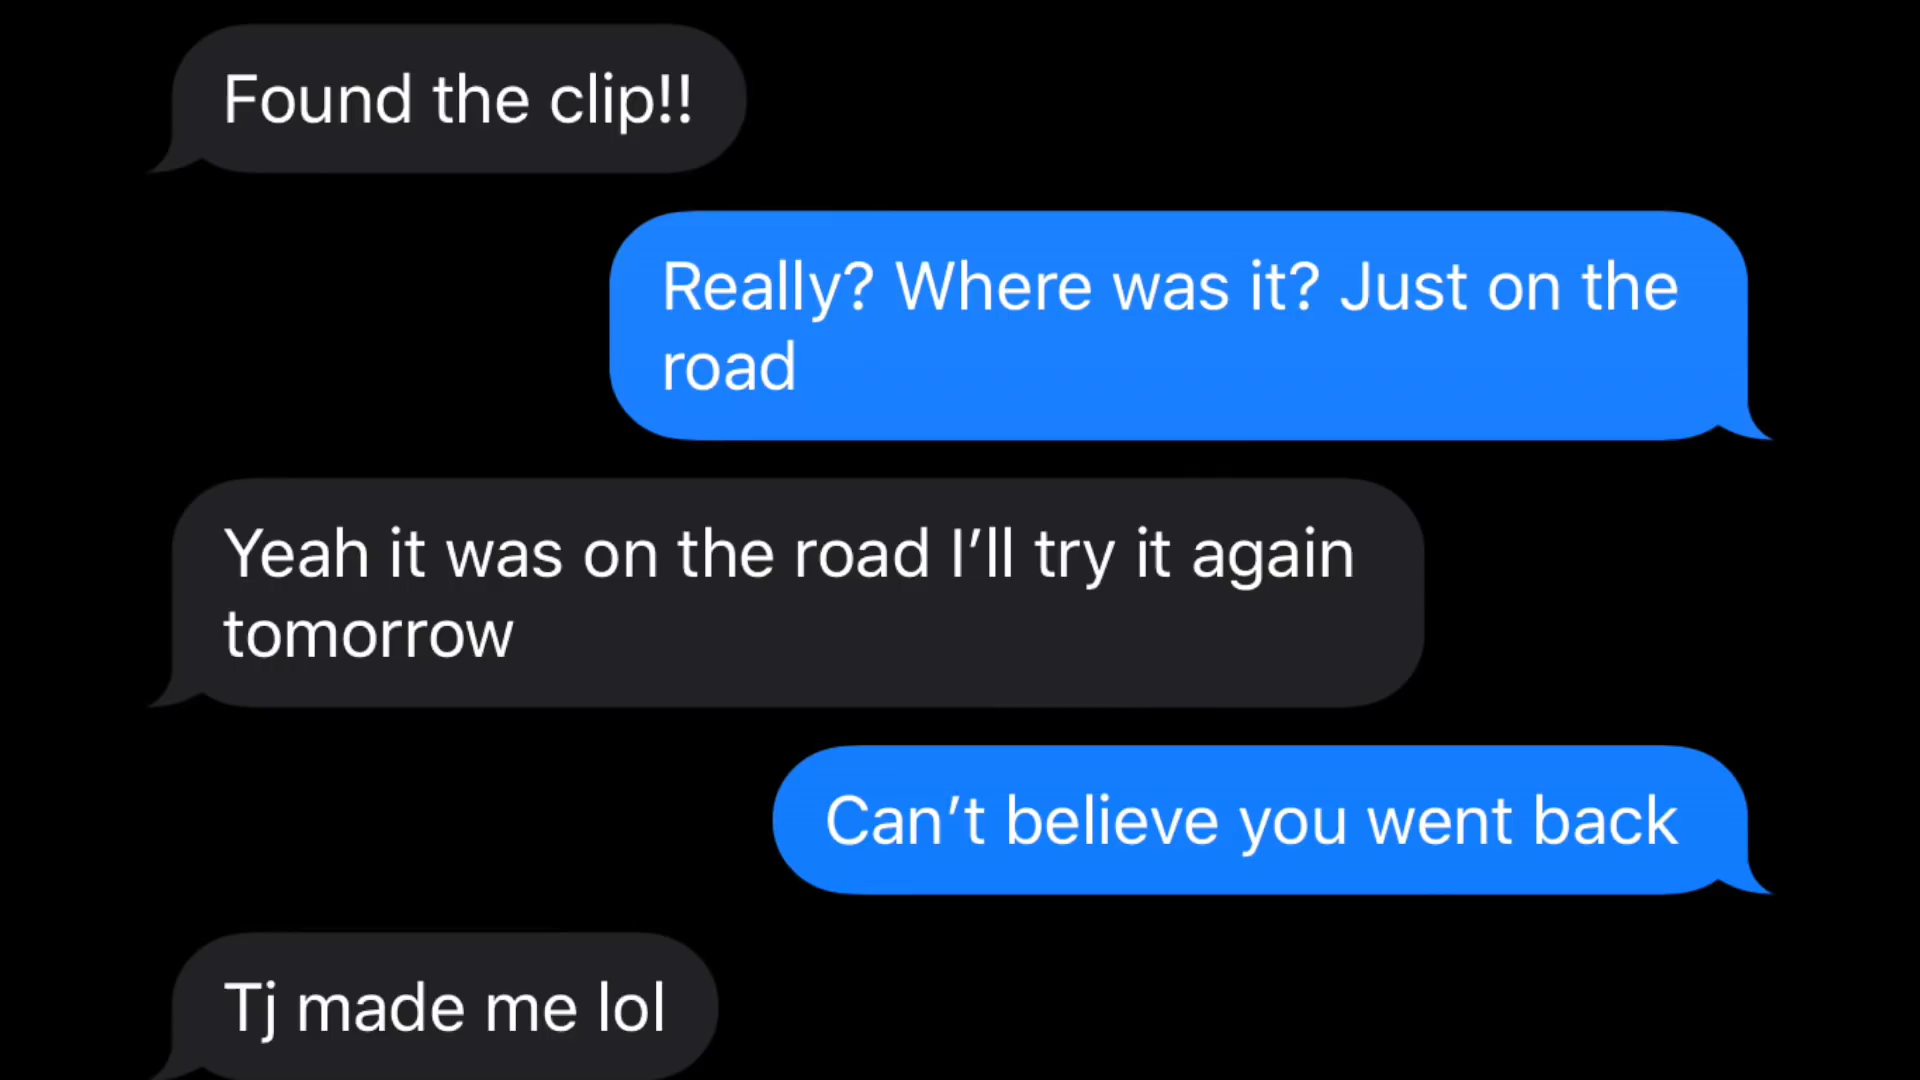 Found the clip!!
Really? Where was it? Just on the
road
Yeah it was on the road I’ll try it again
tomorrow
Can’t believe you went back
Tj made me lol